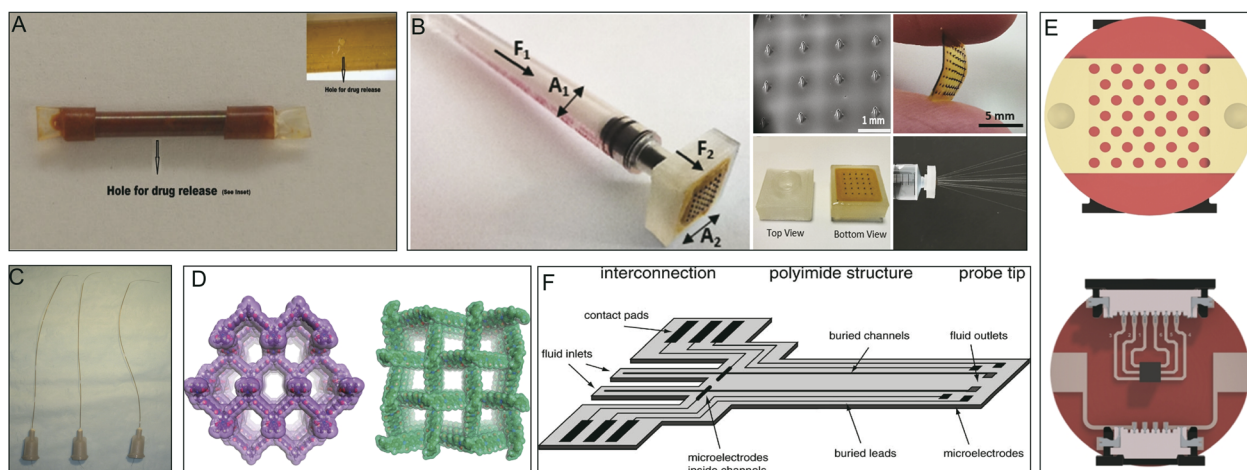 A
Hole for drug release
Hole for drug release (See Inset)
B
F1
A1
F2
A2
1 mm
5 mm
Top View
Bottom View
C
D
E
F
interconnection polyimide structure probe tip
contact pads
buried channels
fluid outlets
fluid inlets
microelectrodes
inside channels
buried leads
microelectrodes